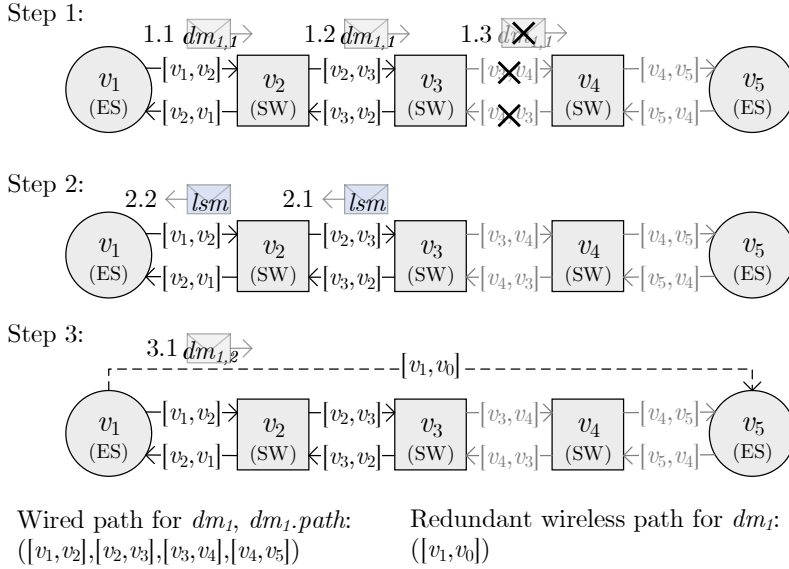 Step 1:
1.1 dm1,1 1.2 dm1,1 1.3 dm1,1
v1 (ES) [v1,v2] [v2,v1] v2 (SW) [v2,v3] [v3,v2] v3 (SW) [v3,v4] [v4,v3] v4 (SW) [v4,v5] [v5,v4] v5 (ES)
Step 2:
2.2 lsm 2.1 lsm
v1 (ES) [v1,v2] [v2,v1] v2 (SW) [v2,v3] [v3,v2] v3 (SW) [v3,v4] [v4,v3] v4 (SW) [v4,v5] [v5,v4] v5 (ES)
Step 3:
3.1 dm1,2
[v1,v0]
v1 (ES) [v1,v2] [v2,v1] v2 (SW) [v2,v3] [v3,v2] v3 (SW) [v3,v4] [v4,v3] v4 (SW) [v4,v5] [v5,v4] v5 (ES)
Wired path for dm1, dm1.path:
([v1,v2],[v2,v3],[v3,v4],[v4,v5])
Redundant wireless path for dm1:
([v1,v0])